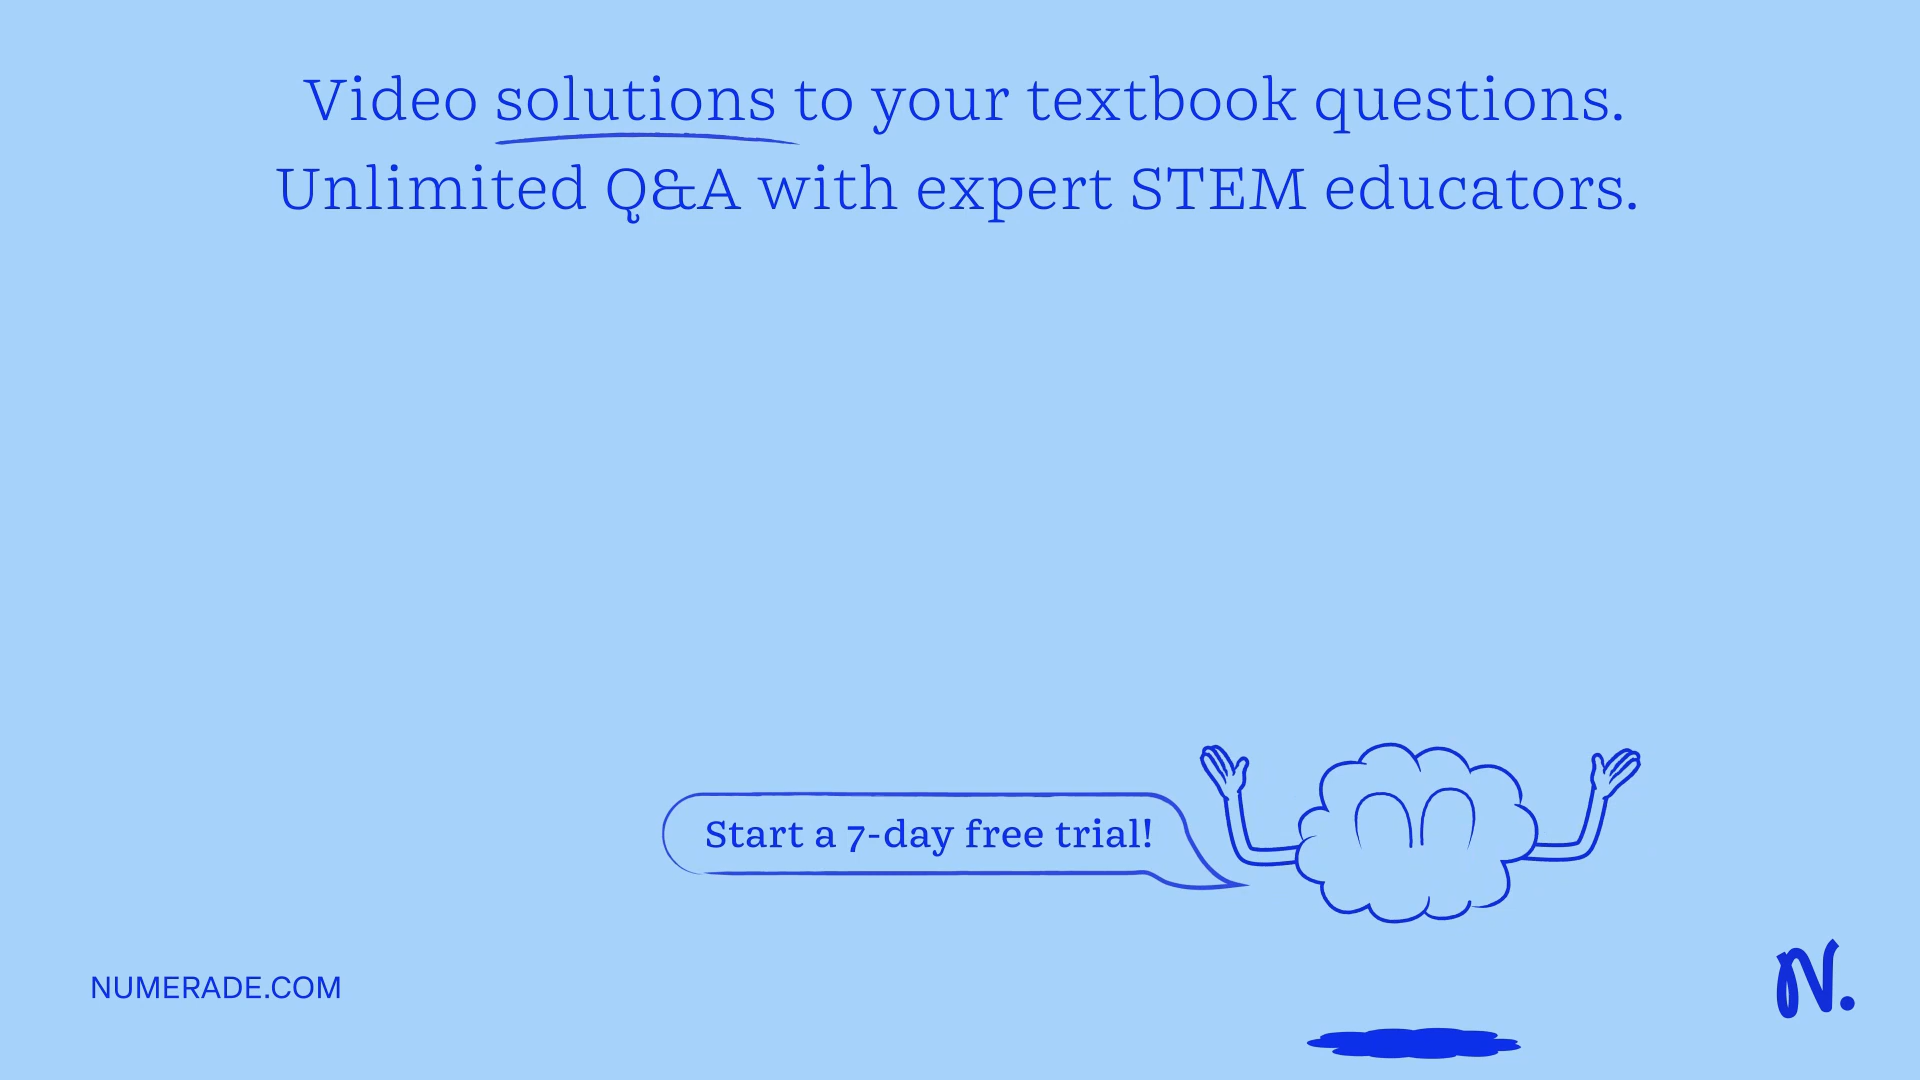 Video solutions to your textbook questions.
Unlimited Q&A with expert STEM educators.
Start a 7-day free trial!
NUMERADE.COM
N.